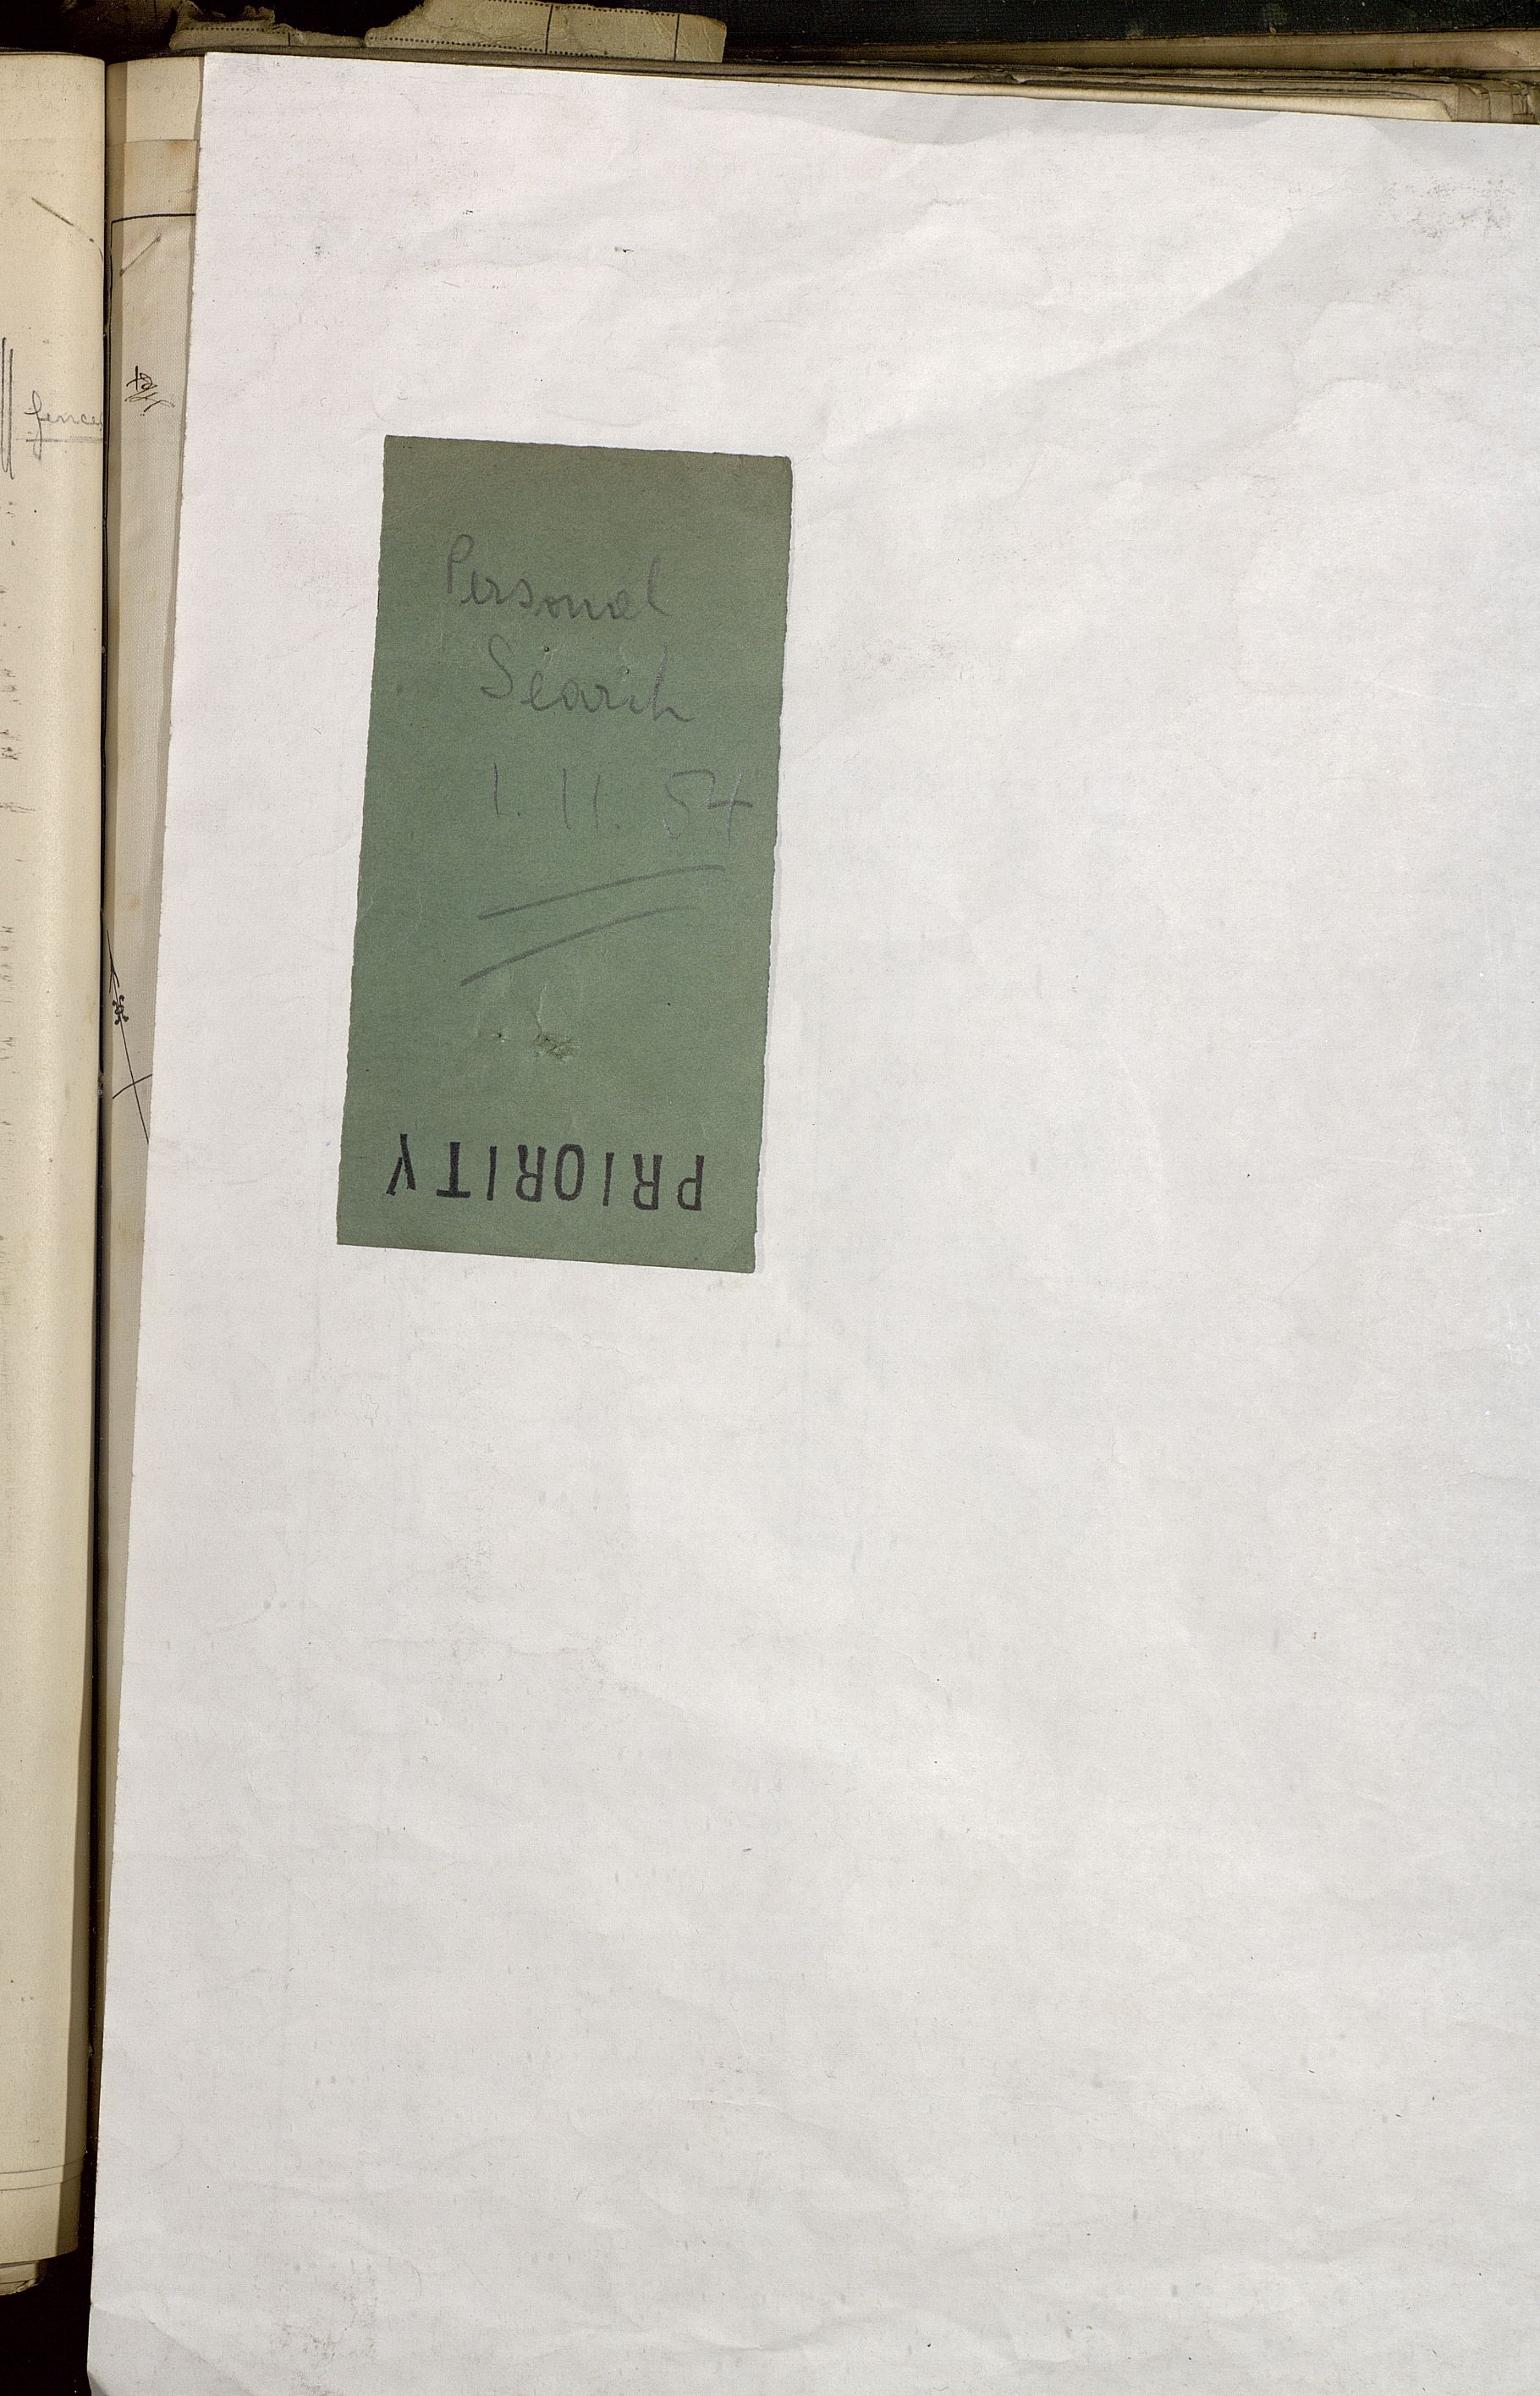 fence
Personal
Search
1. 11. 54
PRIORITY